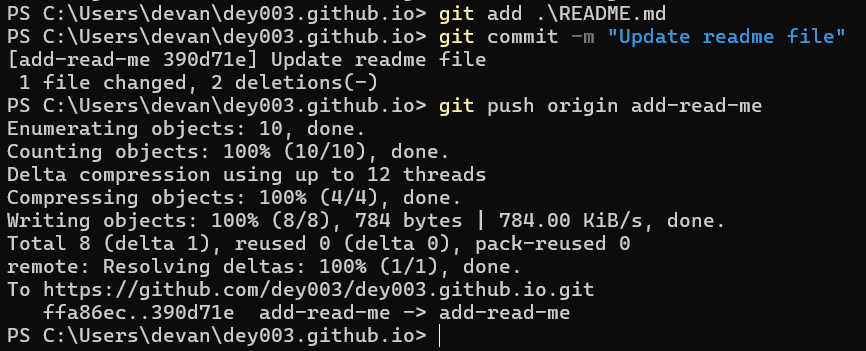 PS C:\Users\devan\dey003.github.io> git add .\README.md
PS C:\Users\devan\dey003.github.io> git commit -m "Update readme file"
[add-read-me 390d71e] Update readme file
 1 file changed, 2 deletions(-)
PS C:\Users\devan\dey003.github.io> git push origin add-read-me
Enumerating objects: 10, done.
Counting objects: 100% (10/10), done.
Delta compression using up to 12 threads
Compressing objects: 100% (4/4), done.
Writing objects: 100% (8/8), 784 bytes | 784.00 KiB/s, done.
Total 8 (delta 1), reused 0 (delta 0), pack-reused 0
remote: Resolving deltas: 100% (1/1), done.
To https://github.com/dey003/dey003.github.io.git
   ffa86ec..390d71e  add-read-me -> add-read-me
PS C:\Users\devan\dey003.github.io>